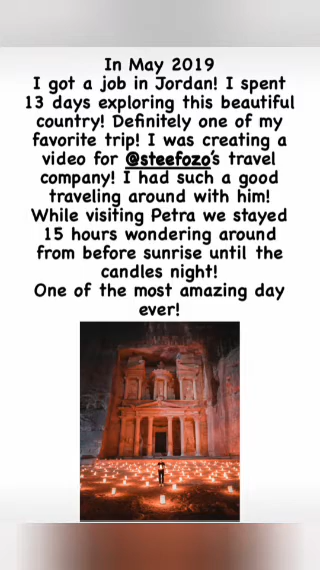 In May 2019
I got a job in Jordan! I spent
13 days exploring this beautiful
country! Definitely one of my
favorite trip! I was creating a
video for @steefozo's travel
company! I had such a good
traveling around with him!
While visiting Petra we stayed
15 hours wondering around
from before sunrise until the
candles night!
One of the most amazing day
ever!